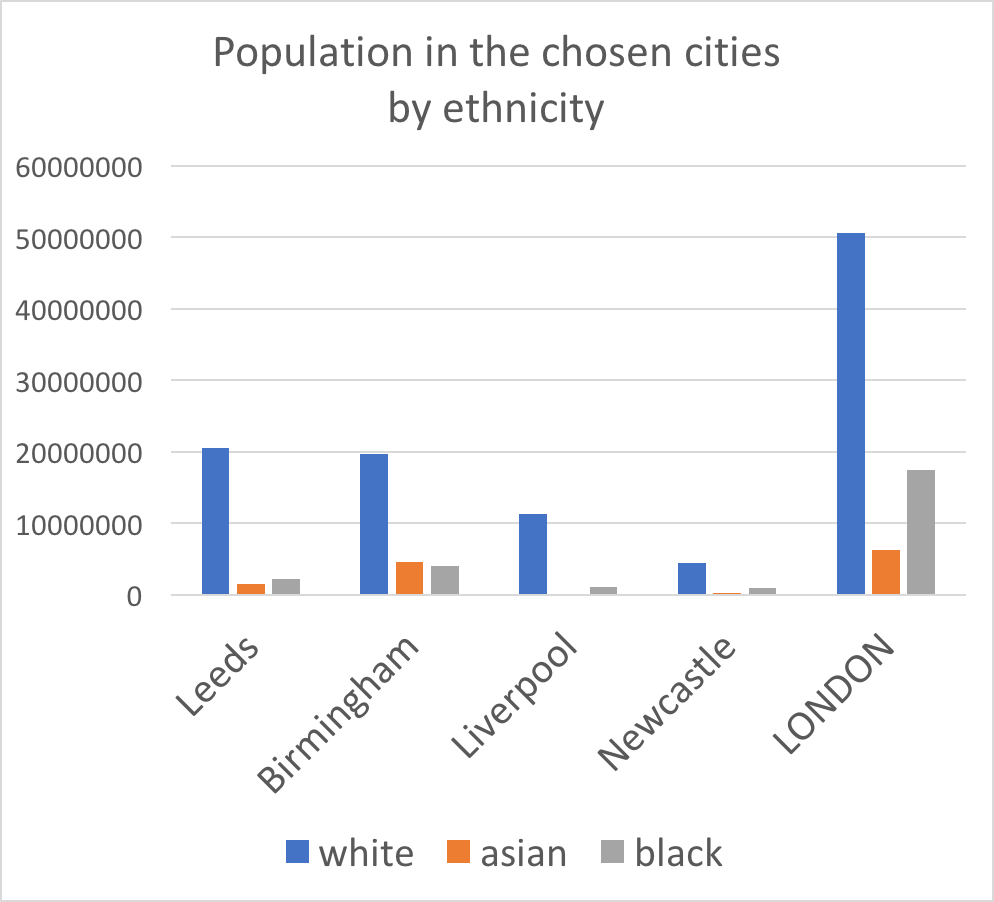 Population in the chosen cities
by ethnicity
60000000
50000000
40000000
30000000
20000000
10000000
0
Leeds
Birmingham
Liverpool
Newcastle
LONDON
white asian black